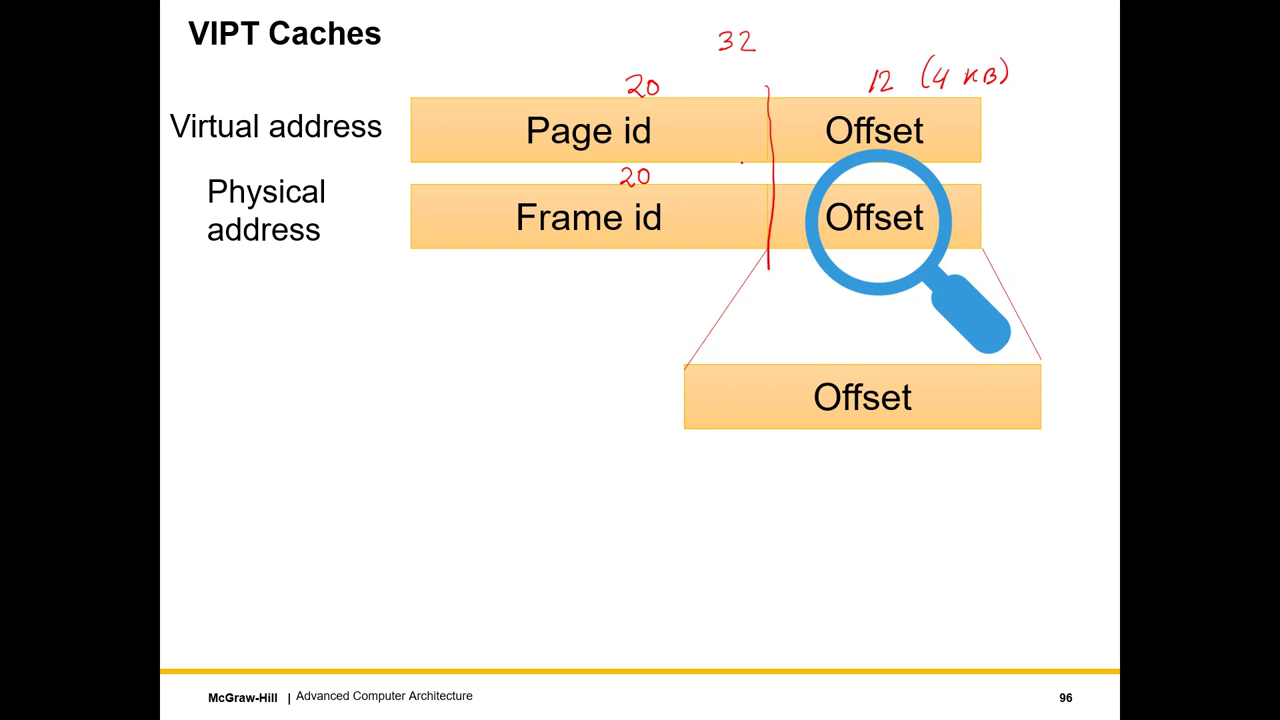 VIPT Caches
32
20
12 (4 KB)
Virtual address
Page id
Offset
20
Physical
address
Frame id
Offset
Offset
McGraw-Hill | Advanced Computer Architecture
96